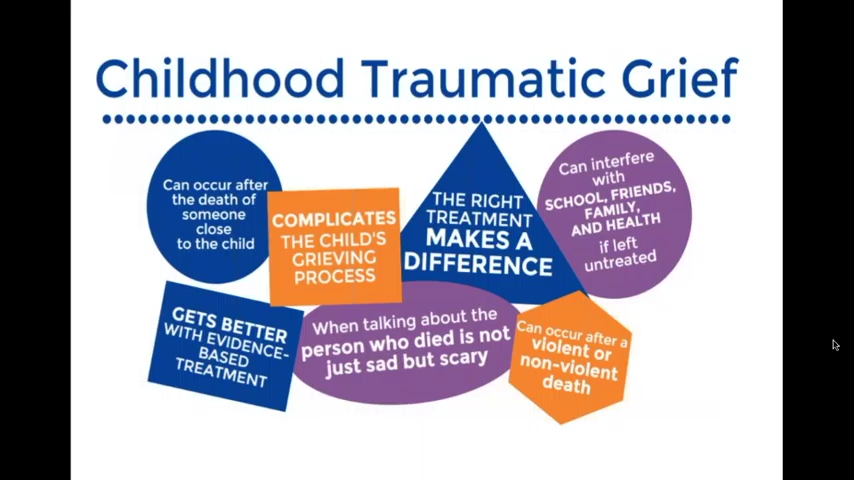 Childhood Traumatic Grief
Can occur after
the death of
someone
close
to the child
COMPLICATES
THE CHILD'S
GRIEVING
PROCESS
THE RIGHT
TREATMENT
MAKES A
DIFFERENCE
Can interfere
with
SCHOOL, FRIENDS,
FAMILY,
AND HEALTH
if left
untreated
GETS BETTER
WITH EVIDENCE-
BASED
TREATMENT
When talking about the
person who died is not
just sad but scary
Can occur after a
violent or
non-violent
death